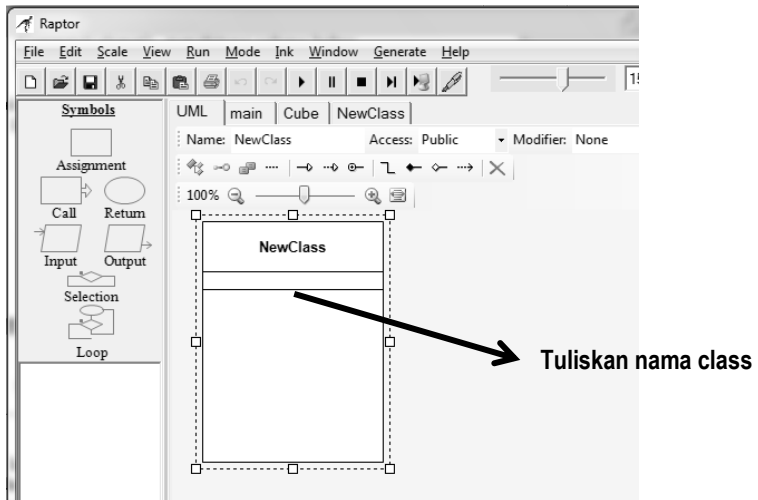 Raptor
File Edit Scale View Run Mode Ink Window Generate Help
Symbols
Assignment
Call Return
Input Output
Selection
Loop
UML main Cube NewClass
Name: NewClass Access: Public Modifier: None
100%
NewClass
Tuliskan nama class